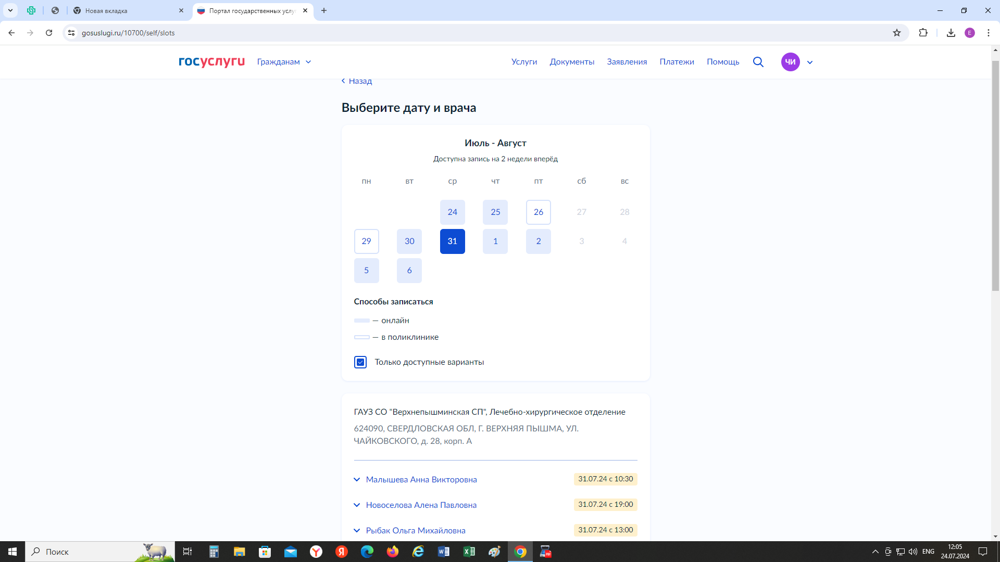 Новая вкладка
Портал государственных услу
gosuslugi.ru/10700/self/slots
E
госуслуги Гражданам Услуги Документы Заявления Платежи Помощь ЧИ
Назад
Выберите дату и врача
Июль - Август
Доступна запись на 2 недели вперёд
пн вт ср чт пт сб вс
24 25 26 27 28
29 30 31 1 2 3 4
5 6
Способы записаться
— онлайн
— в поликлинике
Только доступные варианты
ГАУЗ СО "Верхнепышминская СП", Лечебно-хирургическое отделение
624090, СВЕРДЛОВСКАЯ ОБЛ, Г. ВЕРХНЯЯ ПЫШМА, УЛ.
ЧАЙКОВСКОГО, д. 28, корп. А
Малышева Анна Викторовна 31.07.24 с 10:30
Новоселова Алена Павловна 31.07.24 с 19:00
Рыбак Ольга Михайловна 31.07.24 с 13:00
Поиск
ENG
12:05
24.07.2024